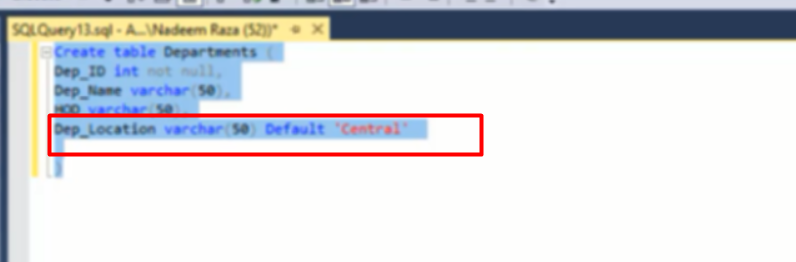 SQLQuery13.sql - A...\Nadeem Raza (52))*
Create table Departments (
Dep_ID int not null,
Dep_Name varchar(50),
HOD varchar(50),
Dep_Location varchar(50) Default 'Central'
)